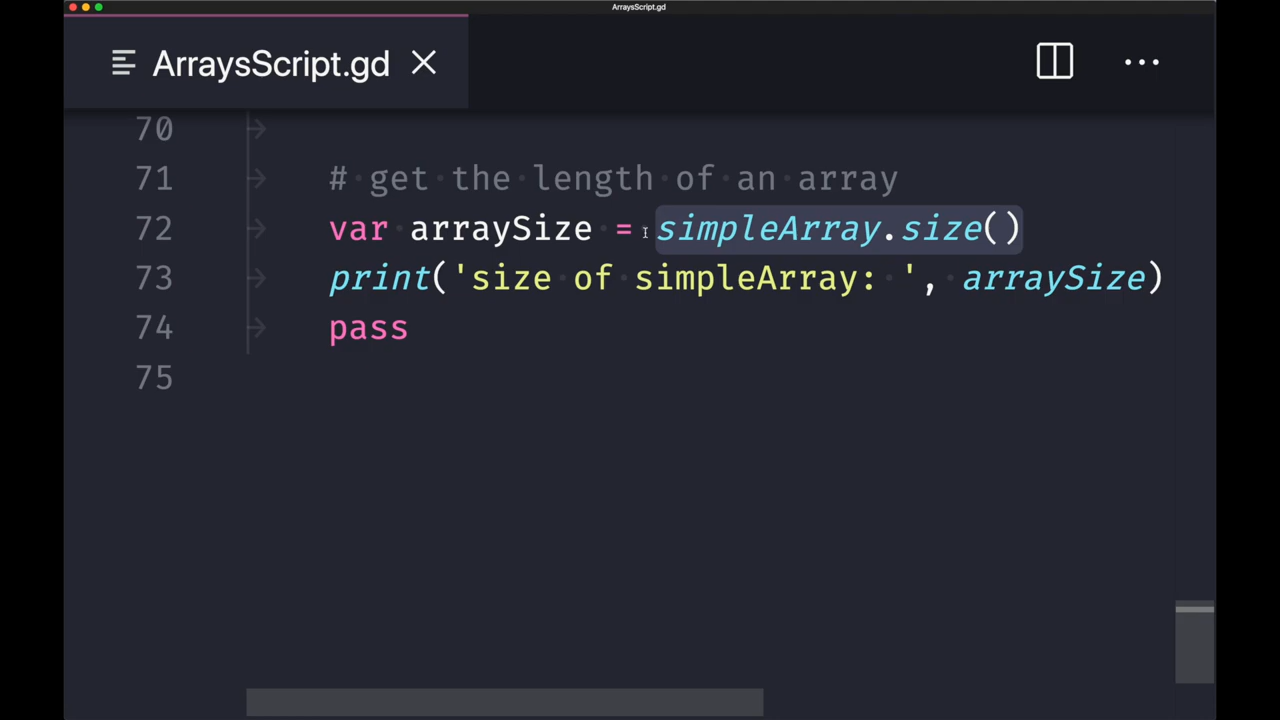 ArraysScript.gd
ArraysScript.gd
70
71 # get the length of an array
72 var arraySize = simpleArray.size()
73 print('size of simpleArray: ', arraySize)
74 pass
75